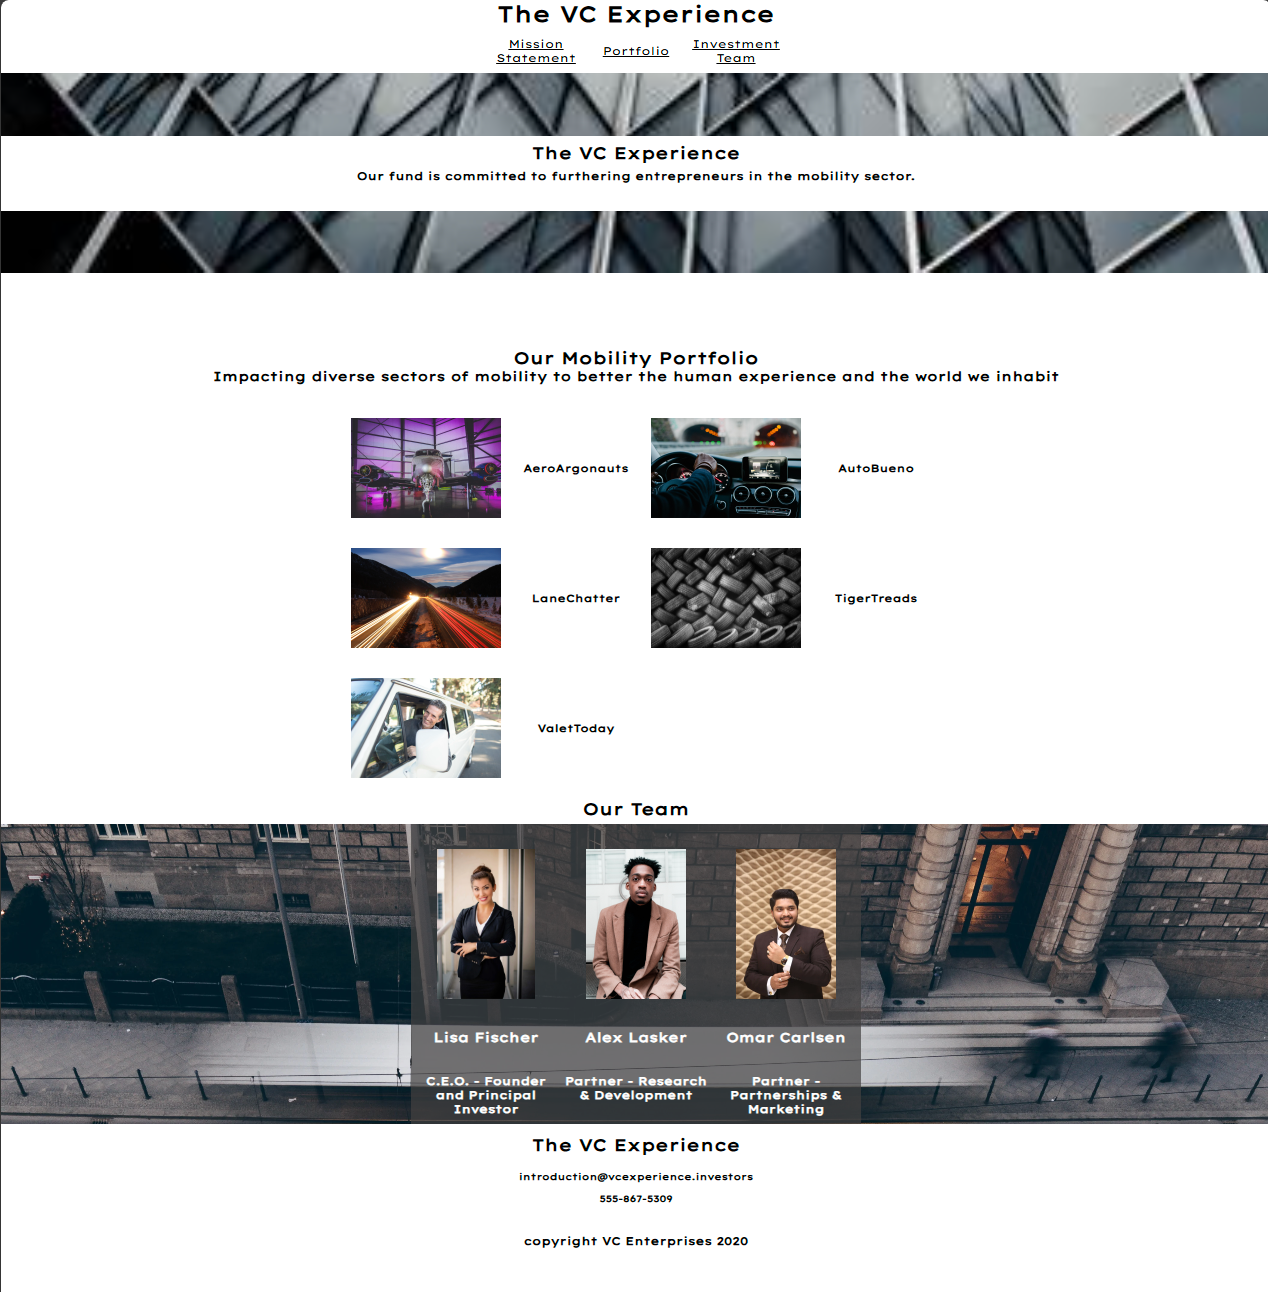 The VC Experience
Mission
Statement
Portfolio
Investment
Team
The VC Experience
Our fund is committed to furthering entrepreneurs in the mobility sector.
Our Mobility Portfolio
Impacting diverse sectors of mobility to better the human experience and the world we inhabit
AeroArgonauts
AutoBueno
LaneChatter
TigerTreads
ValetToday
Our Team
Lisa Fischer
Alex Lasker
Omar Carlsen
C.E.O. - Founder
and Principal
Investor
Partner - Research
& Development
Partner -
Partnerships &
Marketing
The VC Experience
introduction@vcexperience.investors
555-867-5309
copyright VC Enterprises 2020